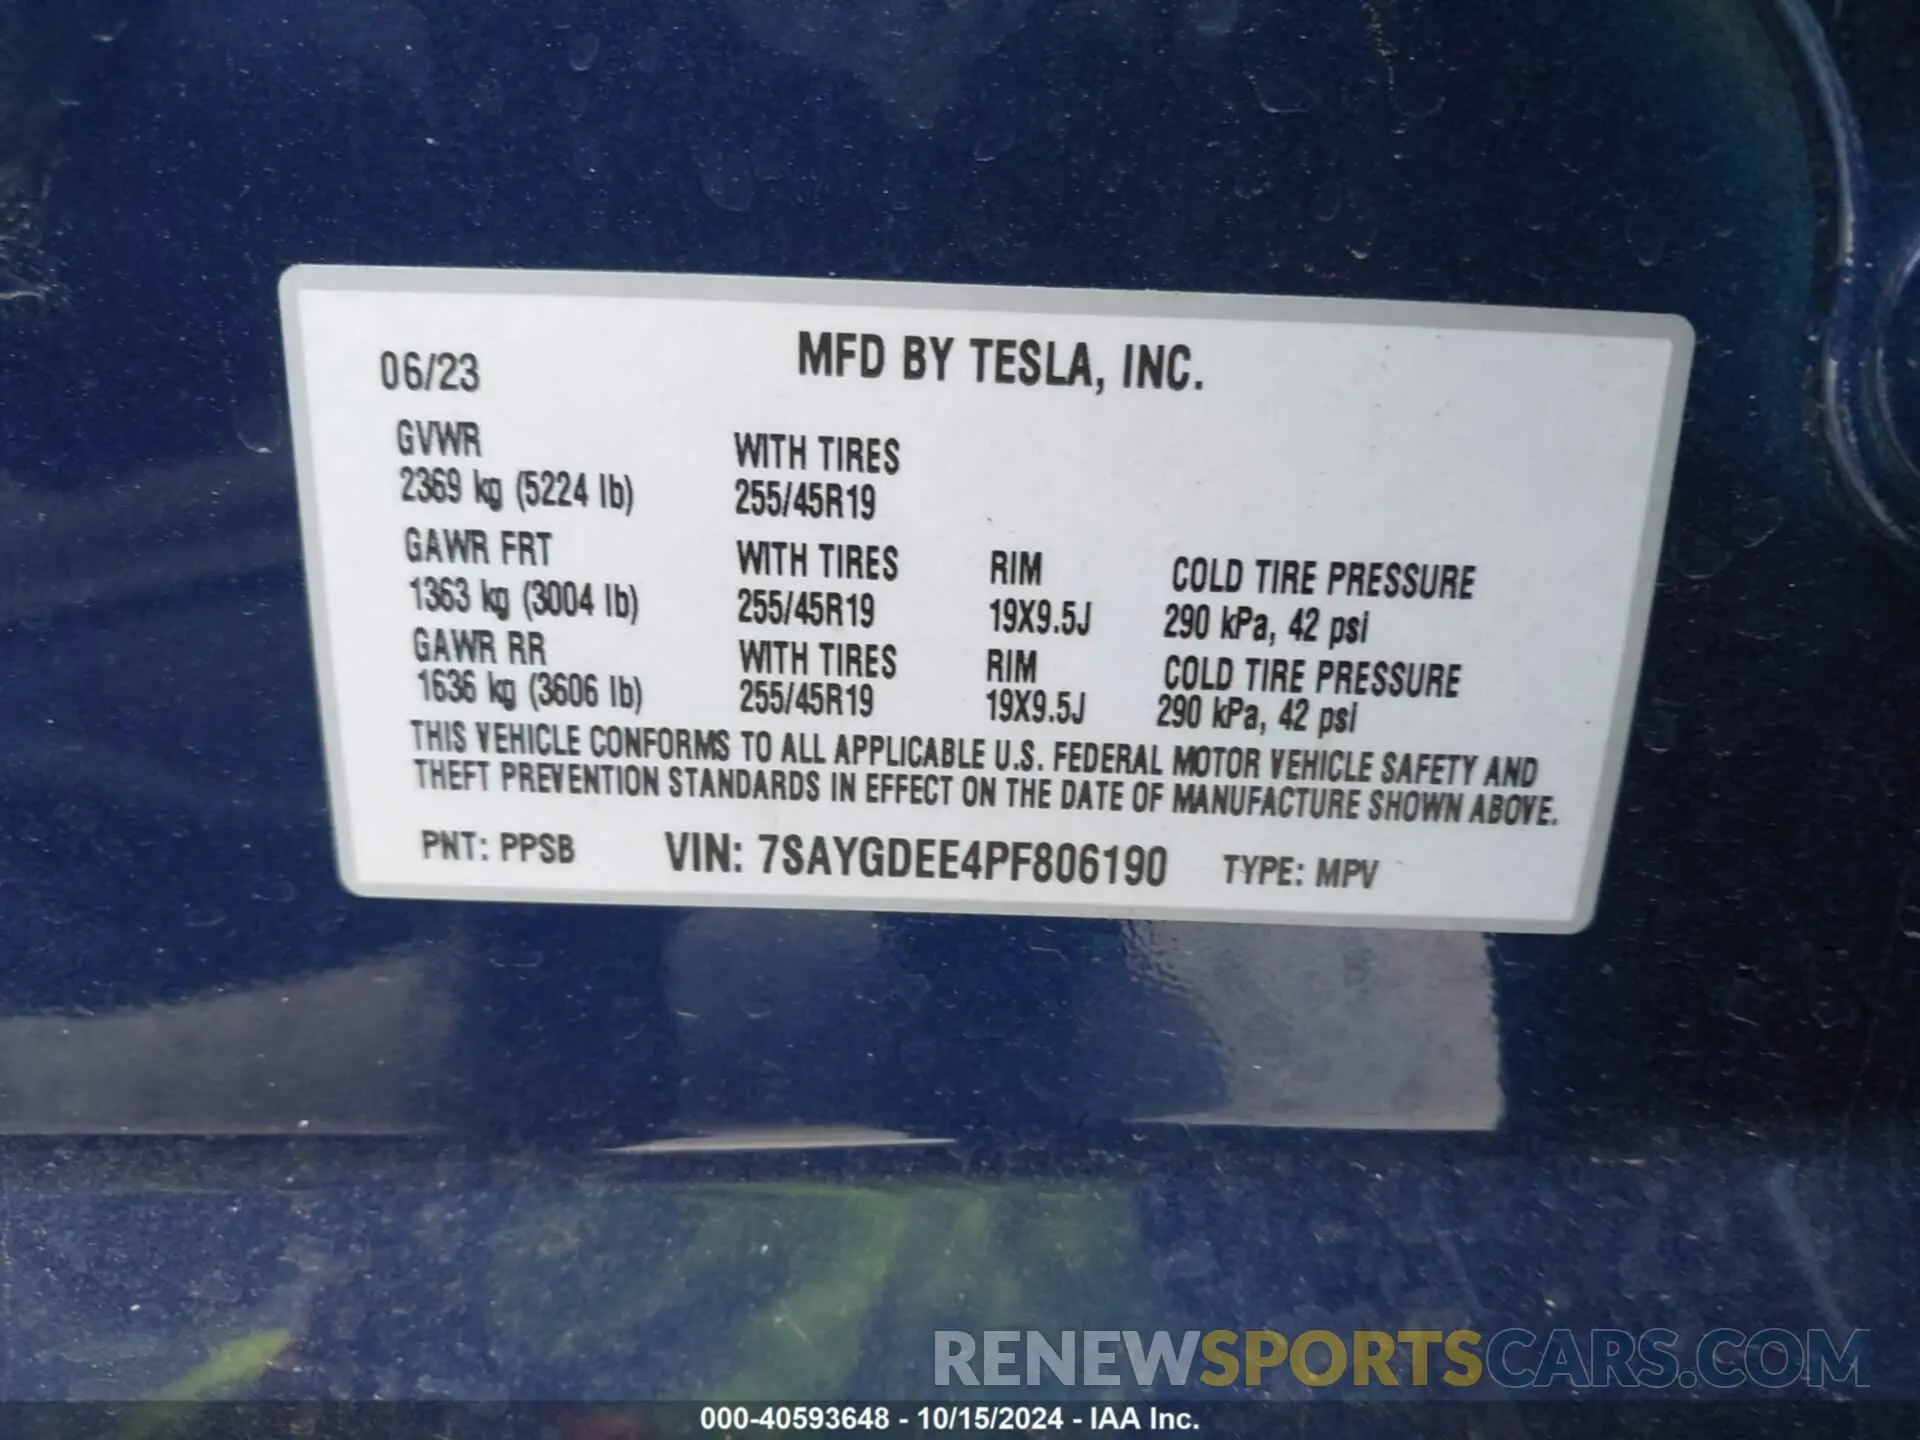 06/23 MFD BY TESLA, INC.
GVWR WITH TIRES
2369 kg (5224 lb) 255/45R19
GAWR FRT WITH TIRES RIM COLD TIRE PRESSURE
1363 kg (3004 lb) 255/45R19 19X9.5J 290 kPa, 42 psi
GAWR RR WITH TIRES RIM COLD TIRE PRESSURE
1636 kg (3606 lb) 255/45R19 19X9.5J 290 kPa, 42 psi
THIS VEHICLE CONFORMS TO ALL APPLICABLE U.S. FEDERAL MOTOR VEHICLE SAFETY AND
THEFT PREVENTION STANDARDS IN EFFECT ON THE DATE OF MANUFACTURE SHOWN ABOVE.
PNT: PPSB VIN: 7SAYGDEE4PF806190 TYPE: MPV
RENEWSPORTSCARS.COM
000-40593648 - 10/15/2024 - IAA Inc.